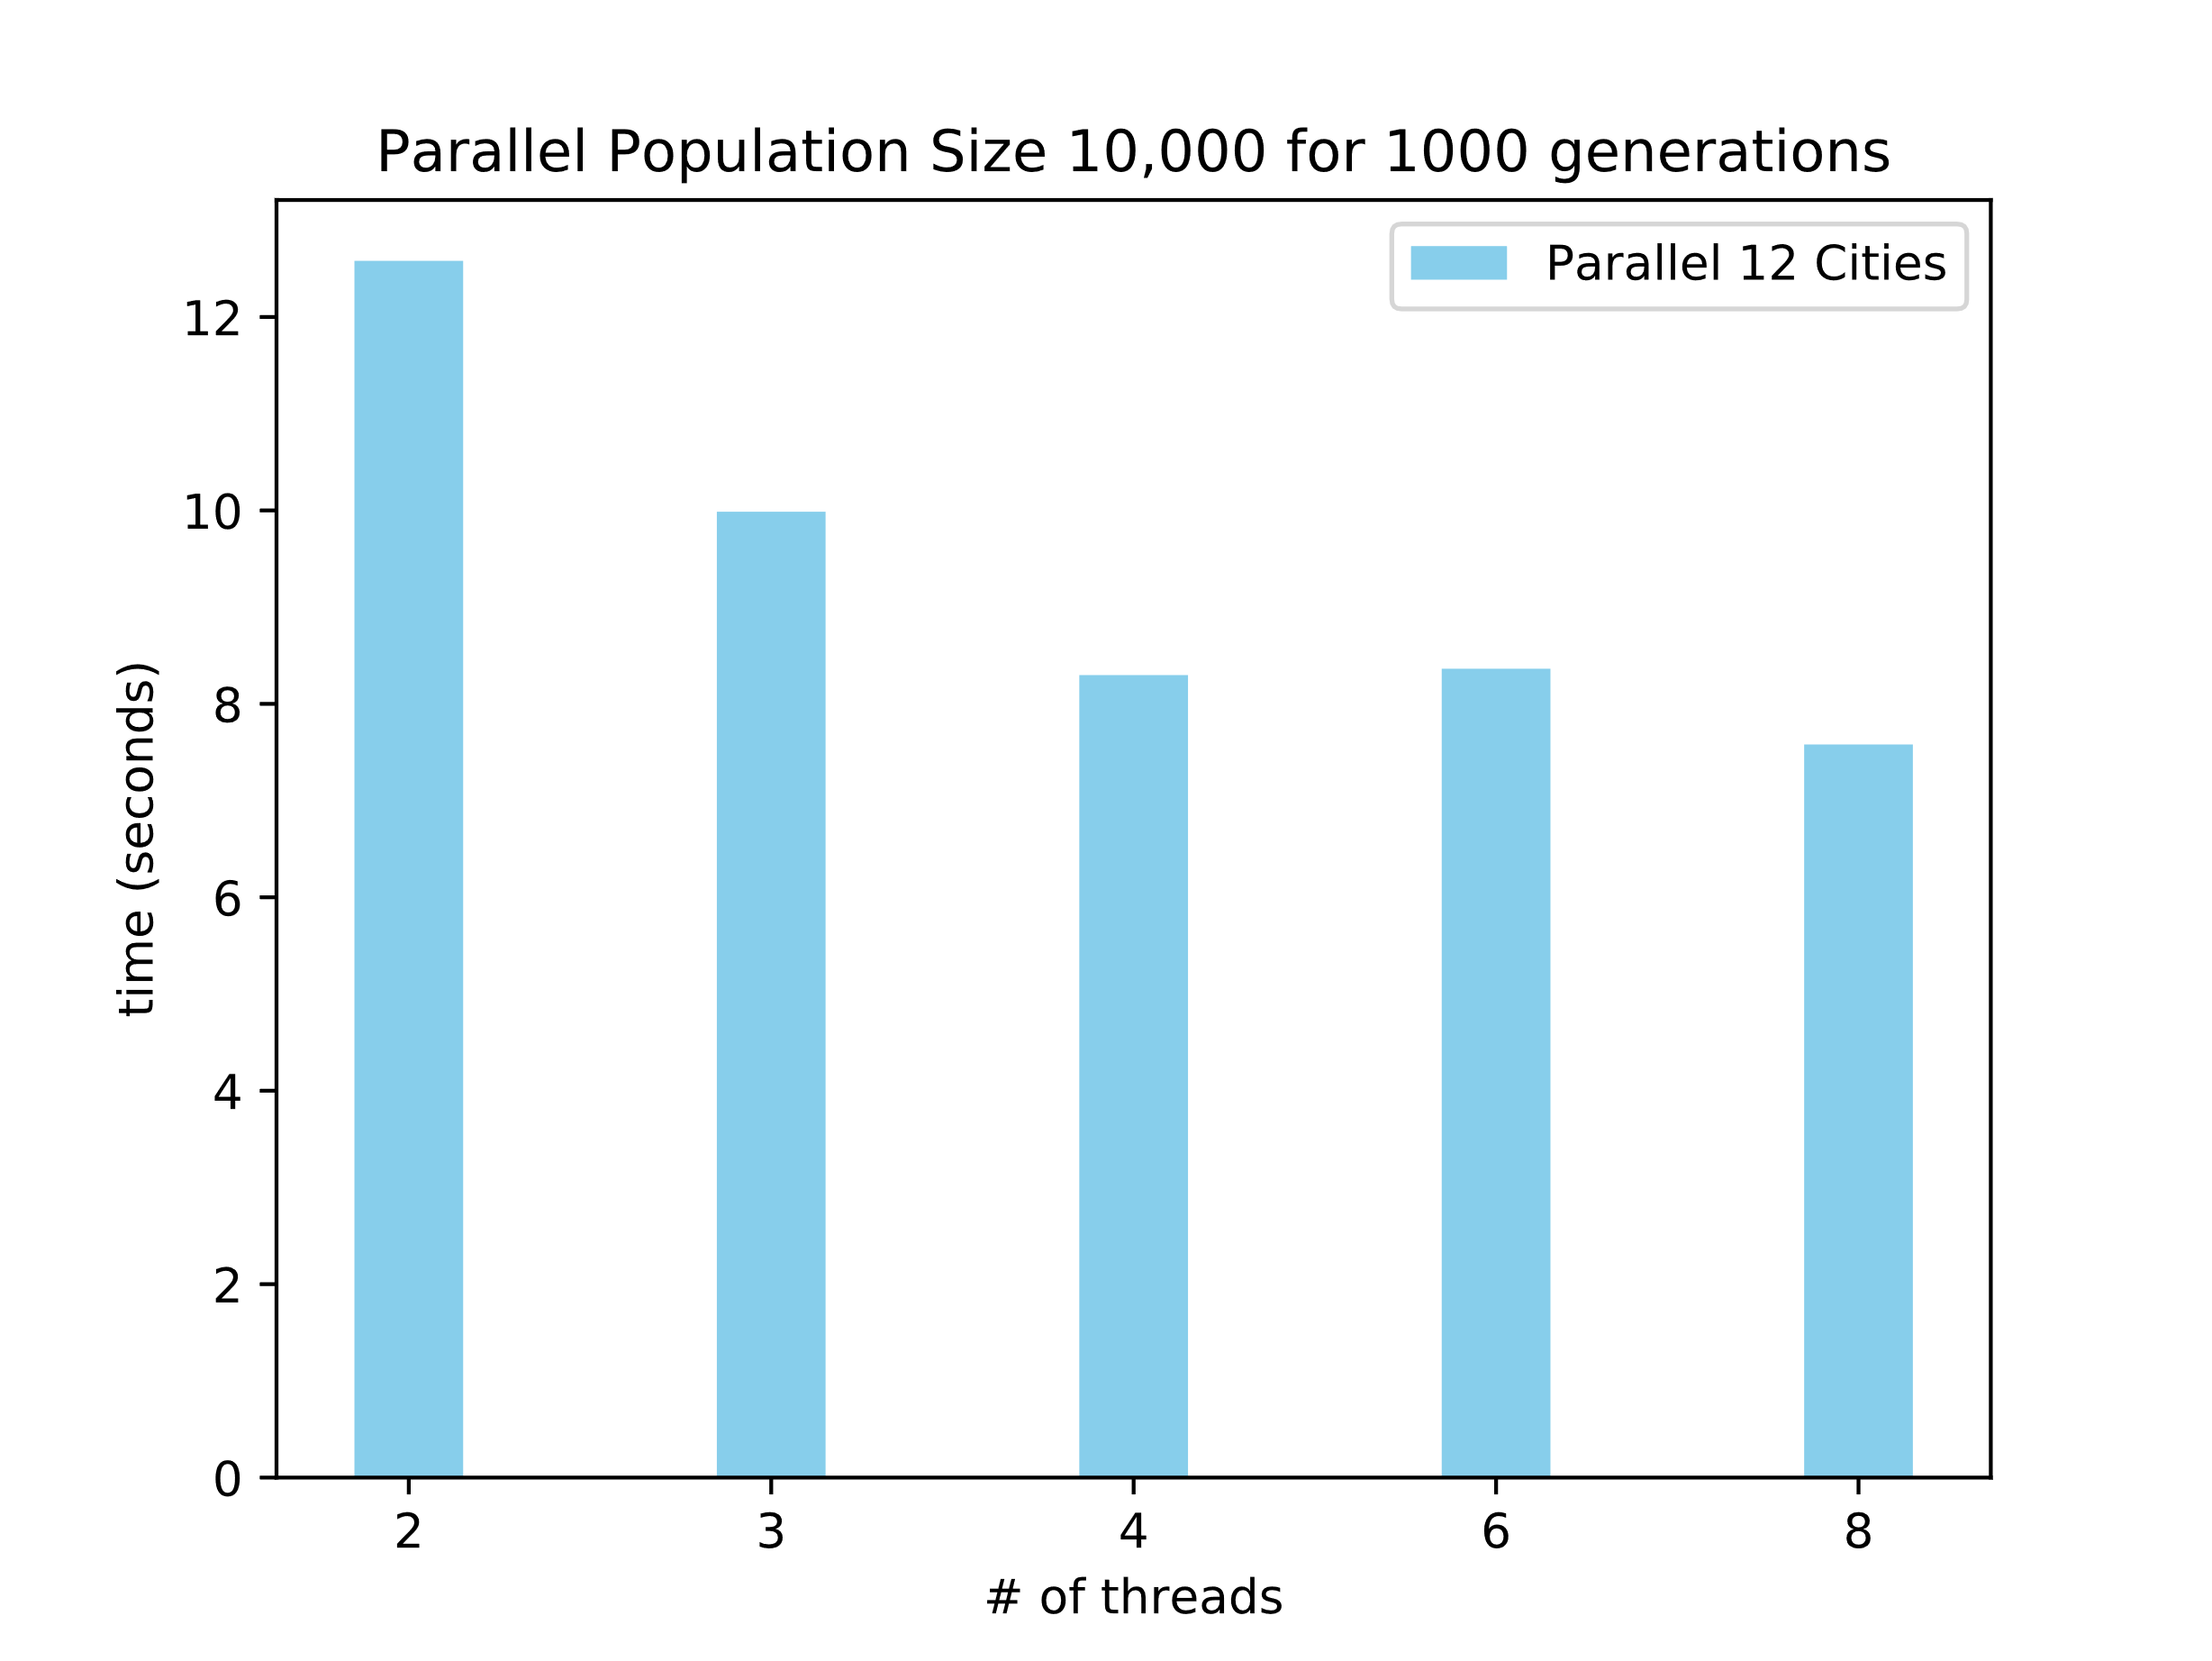 Parallel Population Size 10,000 for 1000 generations
Parallel 12 Cities
12
10
8
6
4
2
0
time (seconds)
2 3 4 6 8
# of threads